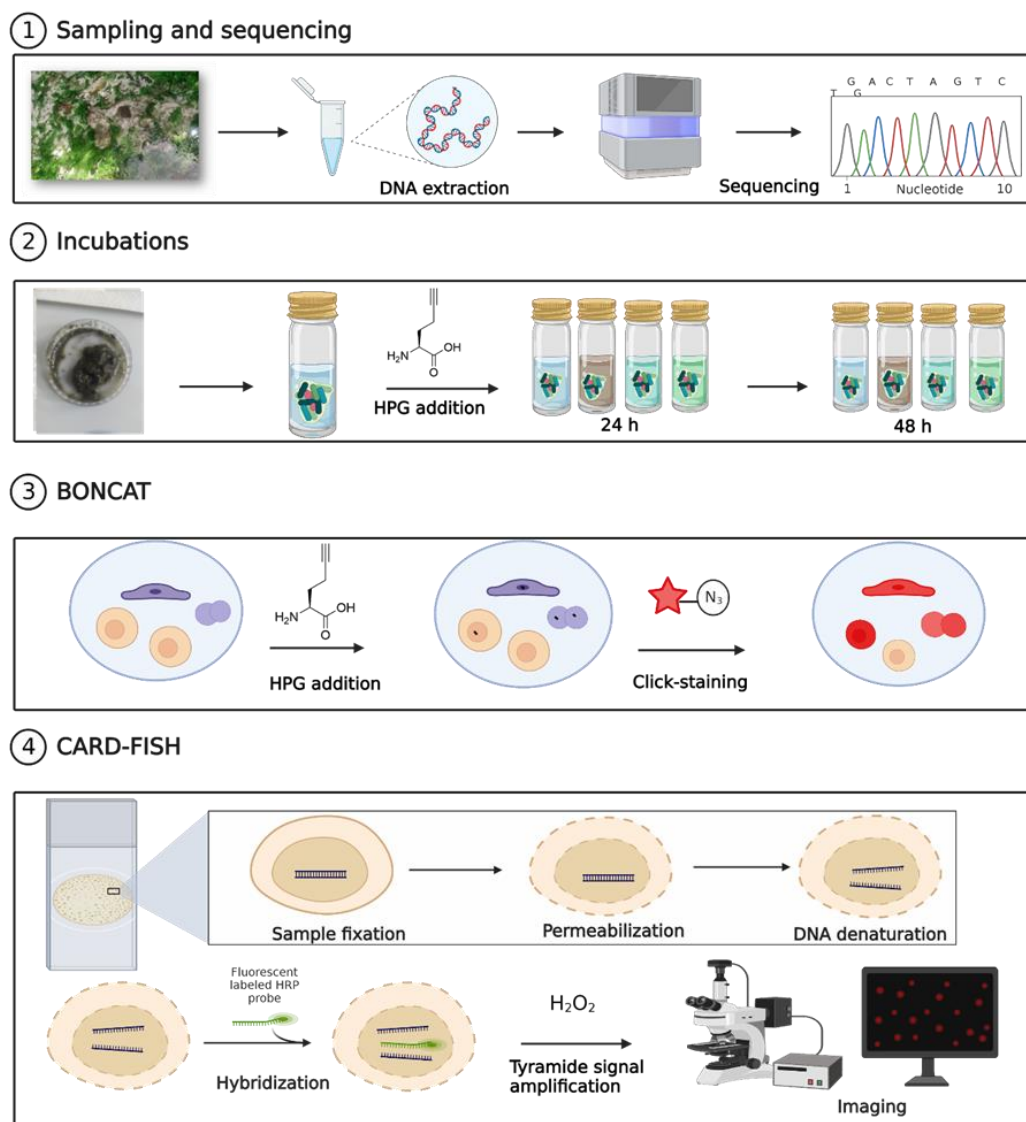 1 Sampling and sequencing
G A C T A G T C
T G
DNA extraction
Sequencing
1 Nucleotide 10
2 Incubations
H₂N
OH
O
HPG addition
24 h
48 h
3 BONCAT
H₂N
OH
O
HPG addition
N₃
Click-staining
4 CARD-FISH
Sample fixation
Permeabilization
DNA denaturation
Fluorescent
labeled HRP
probe
Hybridization
H₂O₂
Tyramide signal
amplification
Imaging